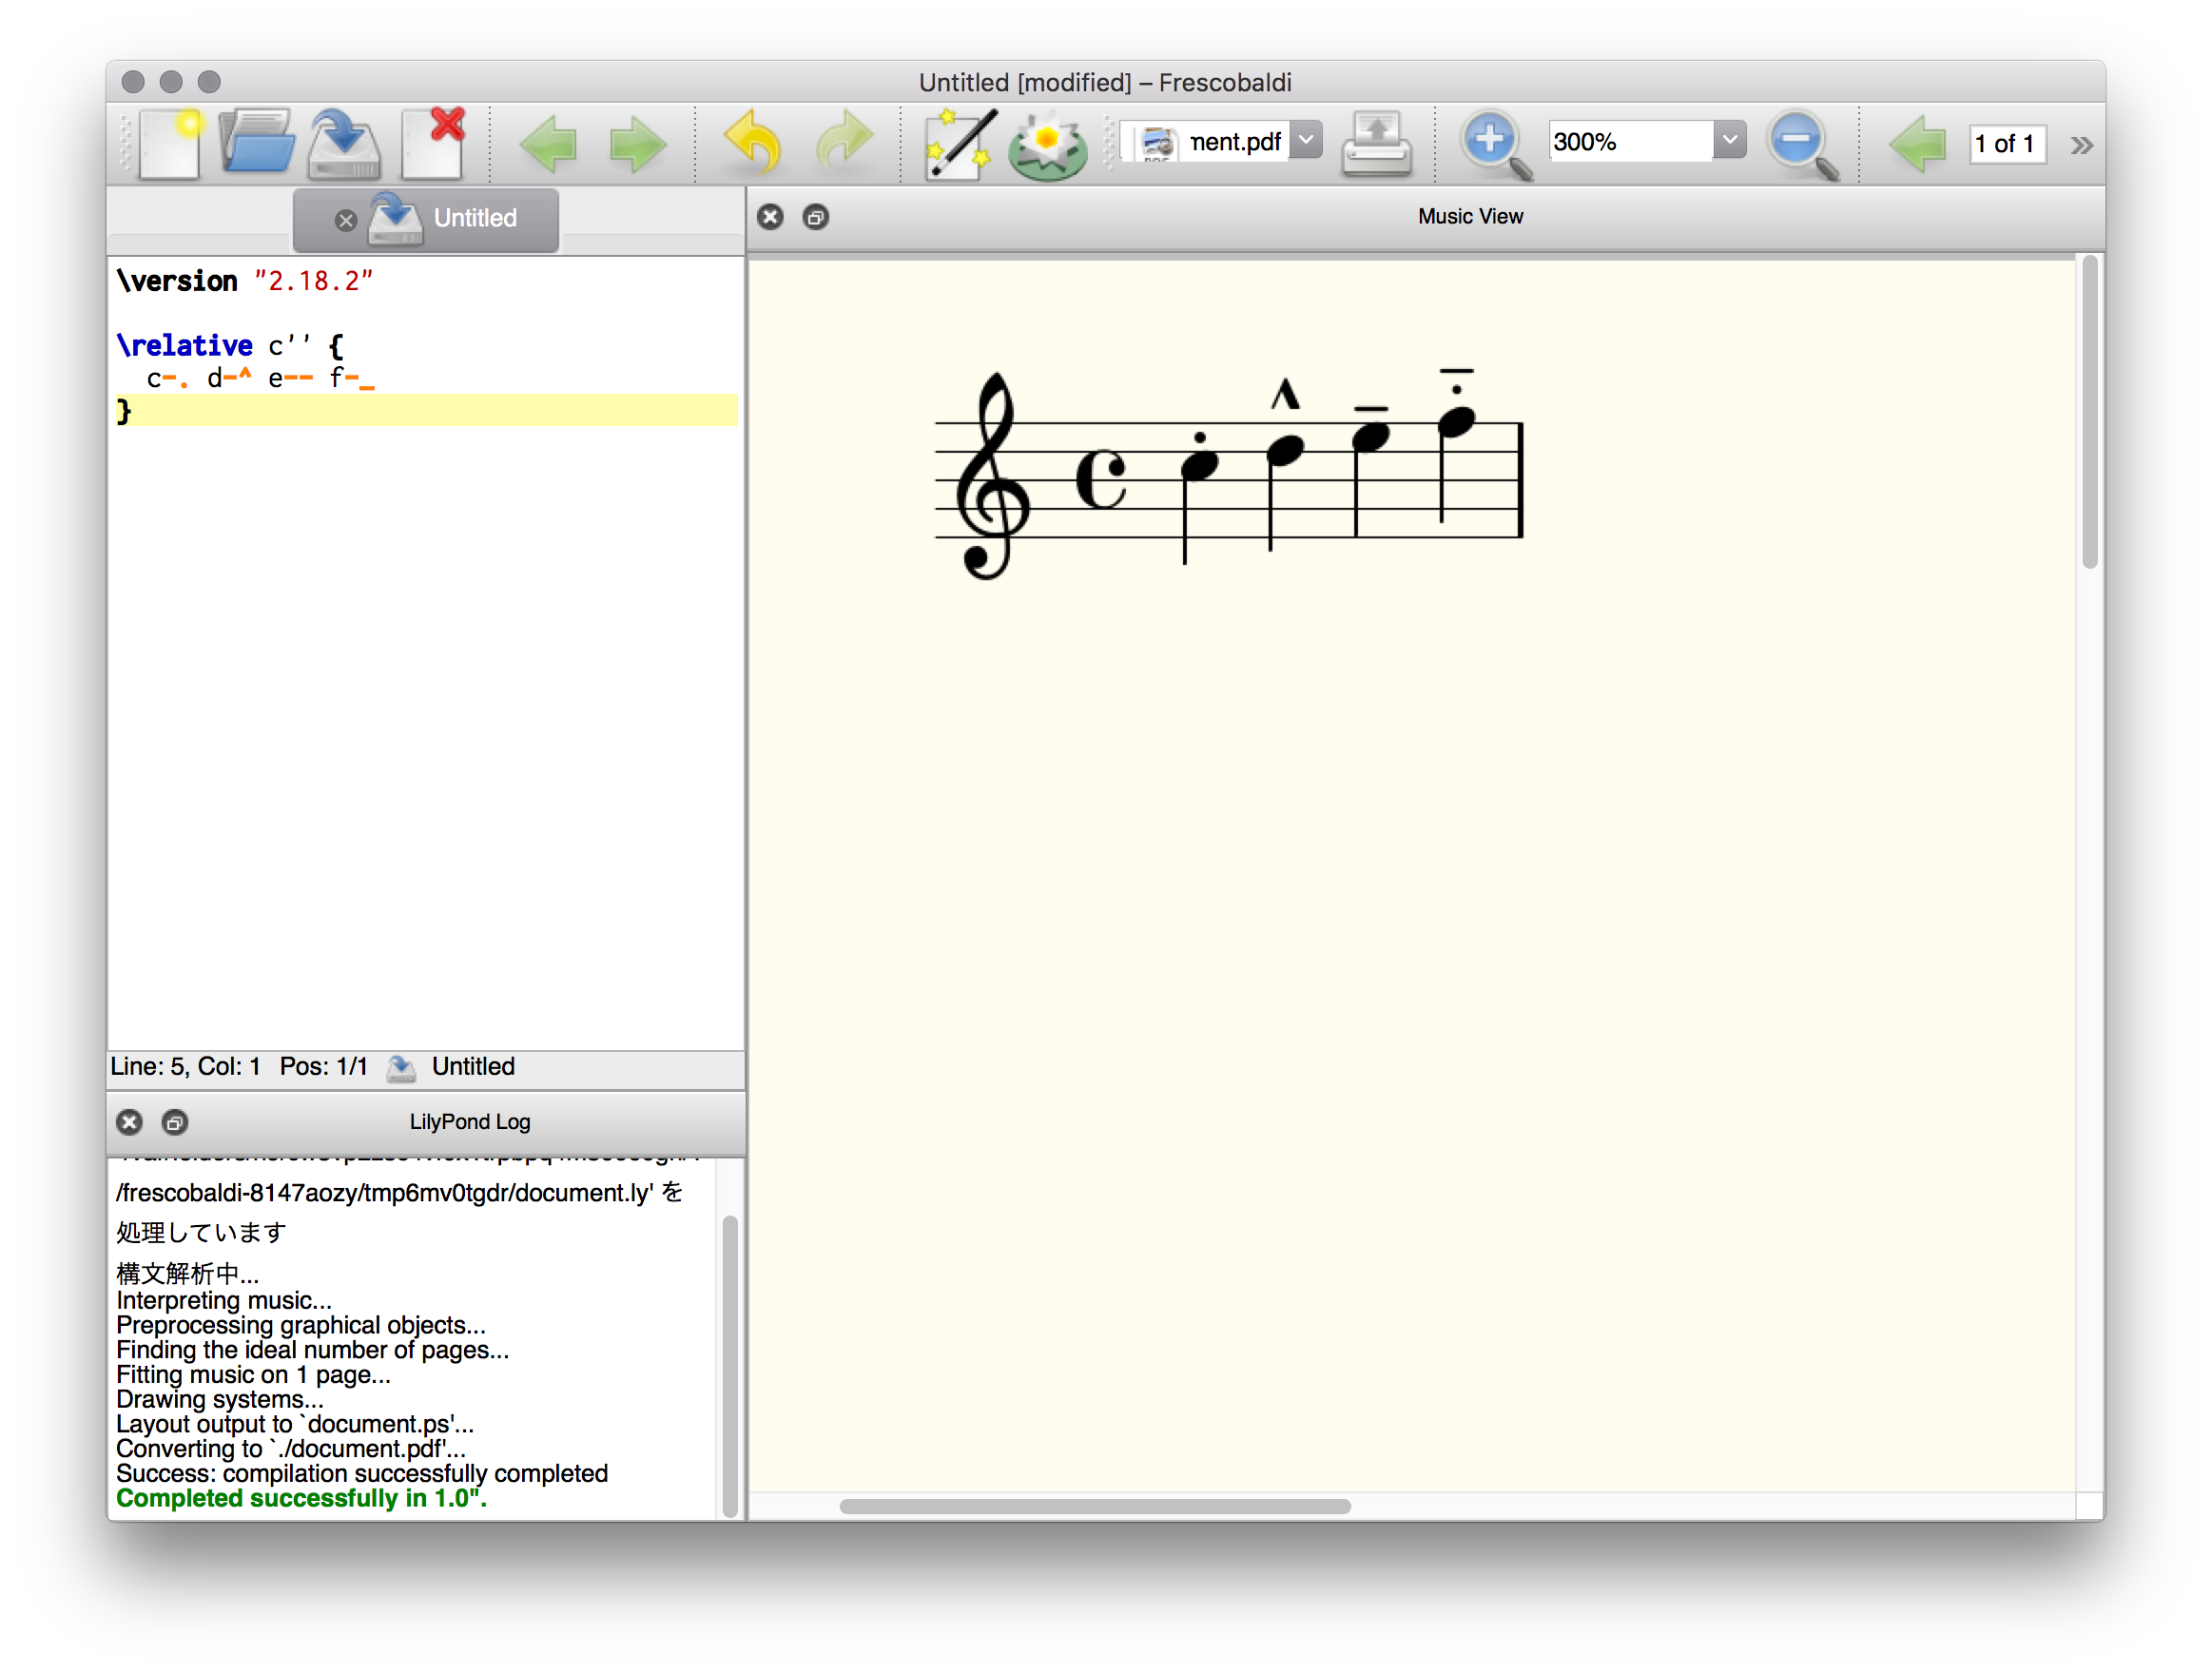 Untitled [modified] – Frescobaldi
ment.pdf
300%
1 of 1
Untitled
Music View
\version "2.18.2"
\relative c'' {
c-. d-^ e-- f-_
}
Line: 5, Col: 1 Pos: 1/1 Untitled
LilyPond Log
/frescobaldi-8147aozy/tmp6mv0tgdr/document.ly' を
処理しています
構文解析中...
Interpreting music...
Preprocessing graphical objects...
Finding the ideal number of pages...
Fitting music on 1 page...
Drawing systems...
Layout output to `document.ps'...
Converting to `./document.pdf'...
Success: compilation successfully completed
Completed successfully in 1.0".